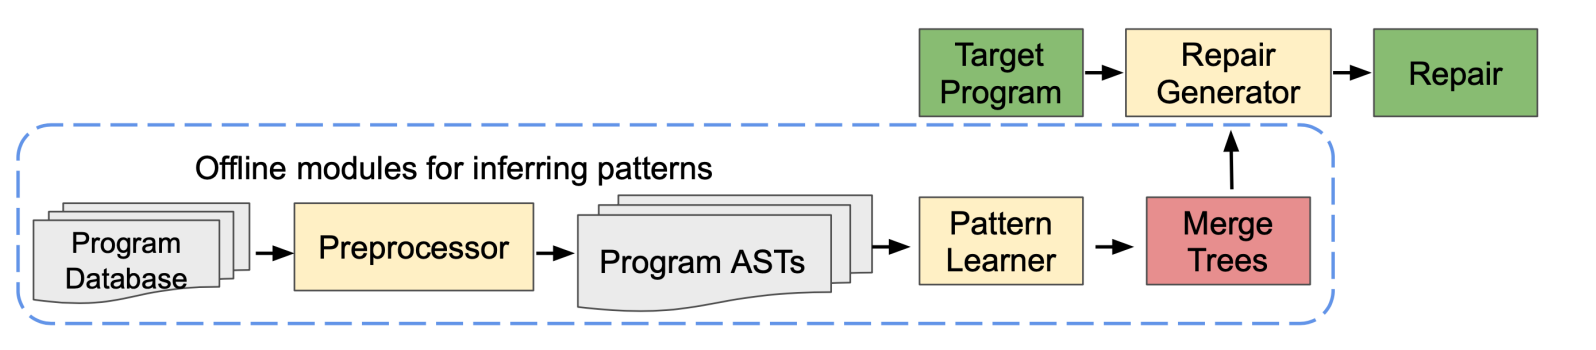 Target
Program
Repair
Generator
Repair
Offline modules for inferring patterns
Program
Database
Preprocessor
Program ASTs
Pattern
Learner
Merge
Trees